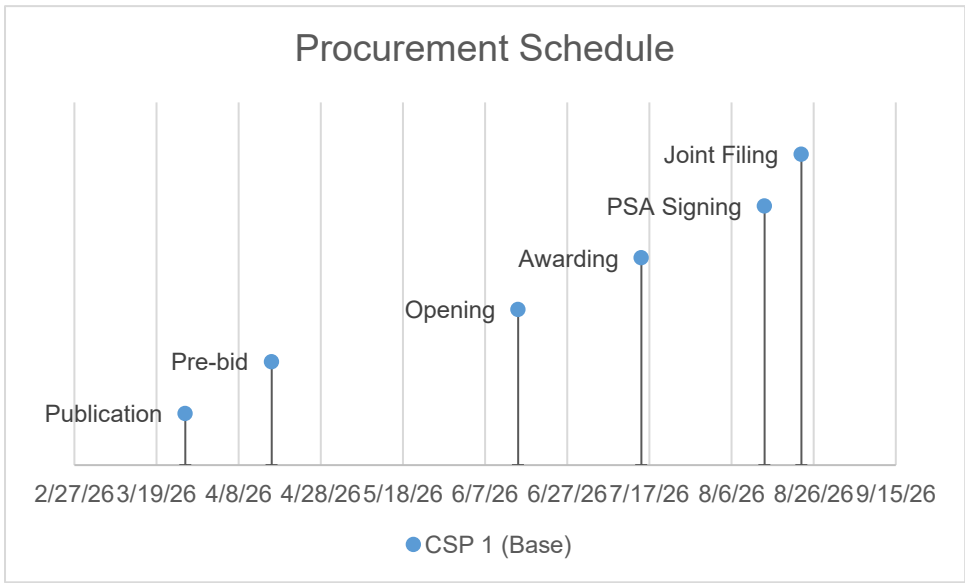 Procurement Schedule
Joint Filing
PSA Signing
Awarding
Opening
Pre-bid
Publication
2/27/26 3/19/26 4/8/26 4/28/26 5/18/26 6/7/26 6/27/26 7/17/26 8/6/26 8/26/26 9/15/26
CSP 1 (Base)